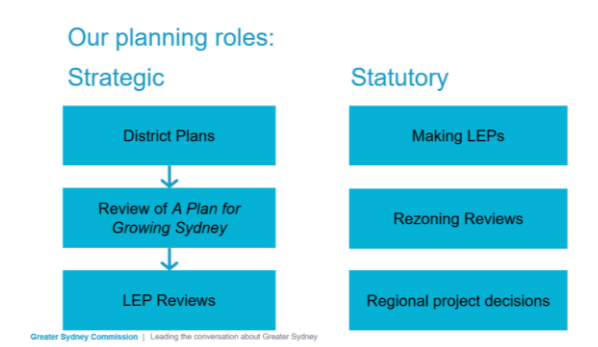 Our planning roles:
Strategic
Statutory
District Plans
Making LEPs
Review of A Plan for
Growing Sydney
Rezoning Reviews
LEP Reviews
Regional project decisions
Greater Sydney Commission | Leading the conversation about Greater Sydney